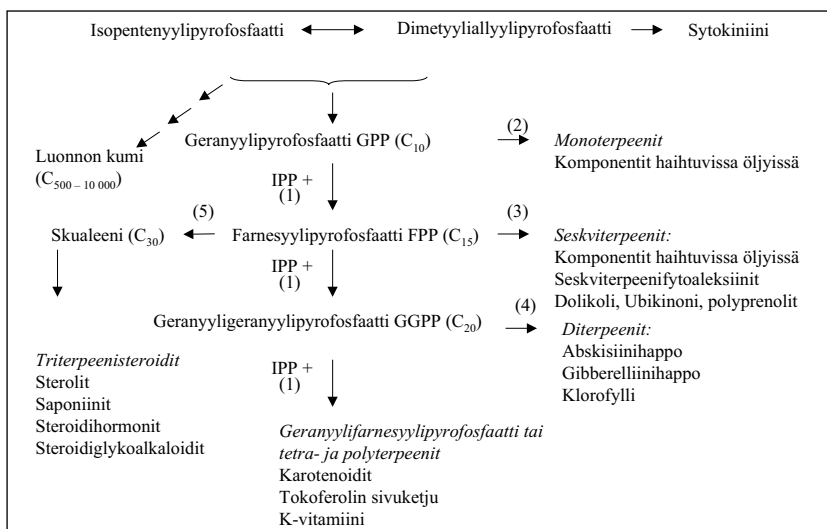 Isopentenyylipyrofosfaatti
Dimetyyliallyylipyrofosfaatti
Sytokiniini
Geranyylipyrofosfaatti GPP (C10)
(2)
Monoterpeenit
Komponentit haihtuvissa öljyissä
Luonnon kumi
(C500 – 10 000)
IPP +
(1)
Skualeeni (C30)
(5)
Farnesyylipyrofosfaatti FPP (C15)
(3)
Seskviterpeenit:
Komponentit haihtuvissa öljyissä
Seskviterpeenifytoaleksiinit
Dolikoli, Ubikinoni, polyprenolit
IPP +
(1)
Geranyyligeranyylipyrofosfaatti GGPP (C20)
(4)
Diterpeenit:
Abskisiinihappo
Gibberelliinihappo
Klorofylli
Triterpeenisteroidit
Sterolit
Saponiinit
Steroidihormonit
Steroidiglykoalkaloidit
IPP +
(1)
Geranyylifarnesyylipyrofosfaatti tai
tetra- ja polyterpeenit
Karotenoidit
Tokoferolin sivuketju
K-vitamiini